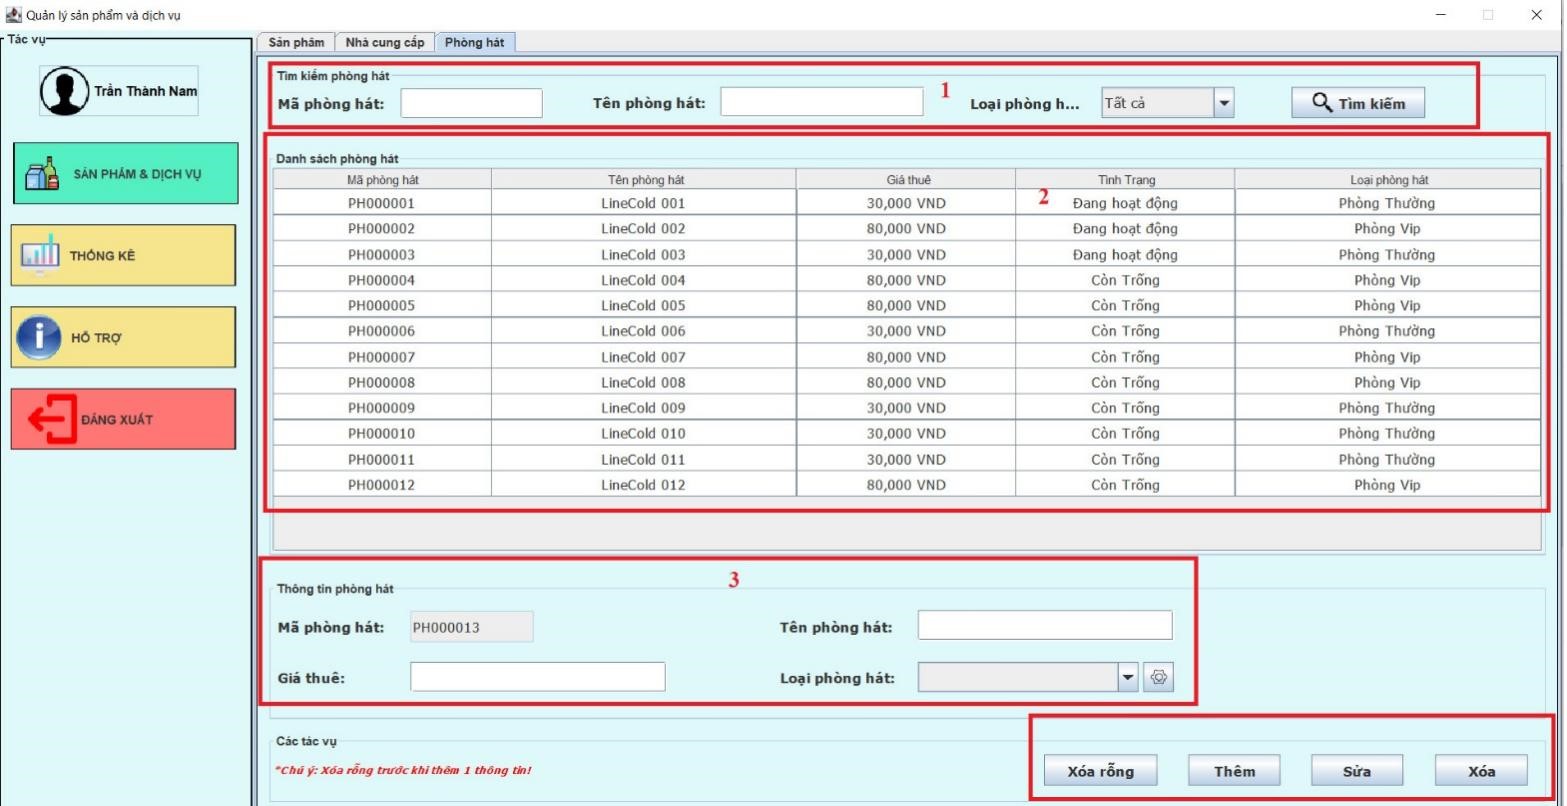 Quản lý sản phẩm và dịch vụ
Tác vụ
Trần Thành Nam
SẢN PHẨM & DỊCH VỤ
THỐNG KÊ
HỖ TRỢ
ĐĂNG XUẤT
Sản phẩm Nhà cung cấp Phòng hát
Tìm kiếm phòng hát
Mã phòng hát: Tên phòng hát: 1 Loại phòng h... Tất cả Tìm kiếm
Danh sách phòng hát
Mã phòng hát Tên phòng hát Giá thuê Tình Trạng Loại phòng hát
2
PH000001 LineCold 001 30,000 VND Đang hoạt động Phòng Thường
PH000002 LineCold 002 80,000 VND Đang hoạt động Phòng Vip
PH000003 LineCold 003 30,000 VND Đang hoạt động Phòng Thường
PH000004 LineCold 004 80,000 VND Còn Trống Phòng Vip
PH000005 LineCold 005 80,000 VND Còn Trống Phòng Vip
PH000006 LineCold 006 30,000 VND Còn Trống Phòng Thường
PH000007 LineCold 007 80,000 VND Còn Trống Phòng Vip
PH000008 LineCold 008 80,000 VND Còn Trống Phòng Vip
PH000009 LineCold 009 30,000 VND Còn Trống Phòng Thường
PH000010 LineCold 010 30,000 VND Còn Trống Phòng Thường
PH000011 LineCold 011 30,000 VND Còn Trống Phòng Thường
PH000012 LineCold 012 80,000 VND Còn Trống Phòng Vip
3
Thông tin phòng hát
Mã phòng hát: PH000013 Tên phòng hát:
Giá thuê: Loại phòng hát:
Các tác vụ
*Chú ý: Xóa rỗng trước khi thêm 1 thông tin!
Xóa rỗng Thêm Sửa Xóa